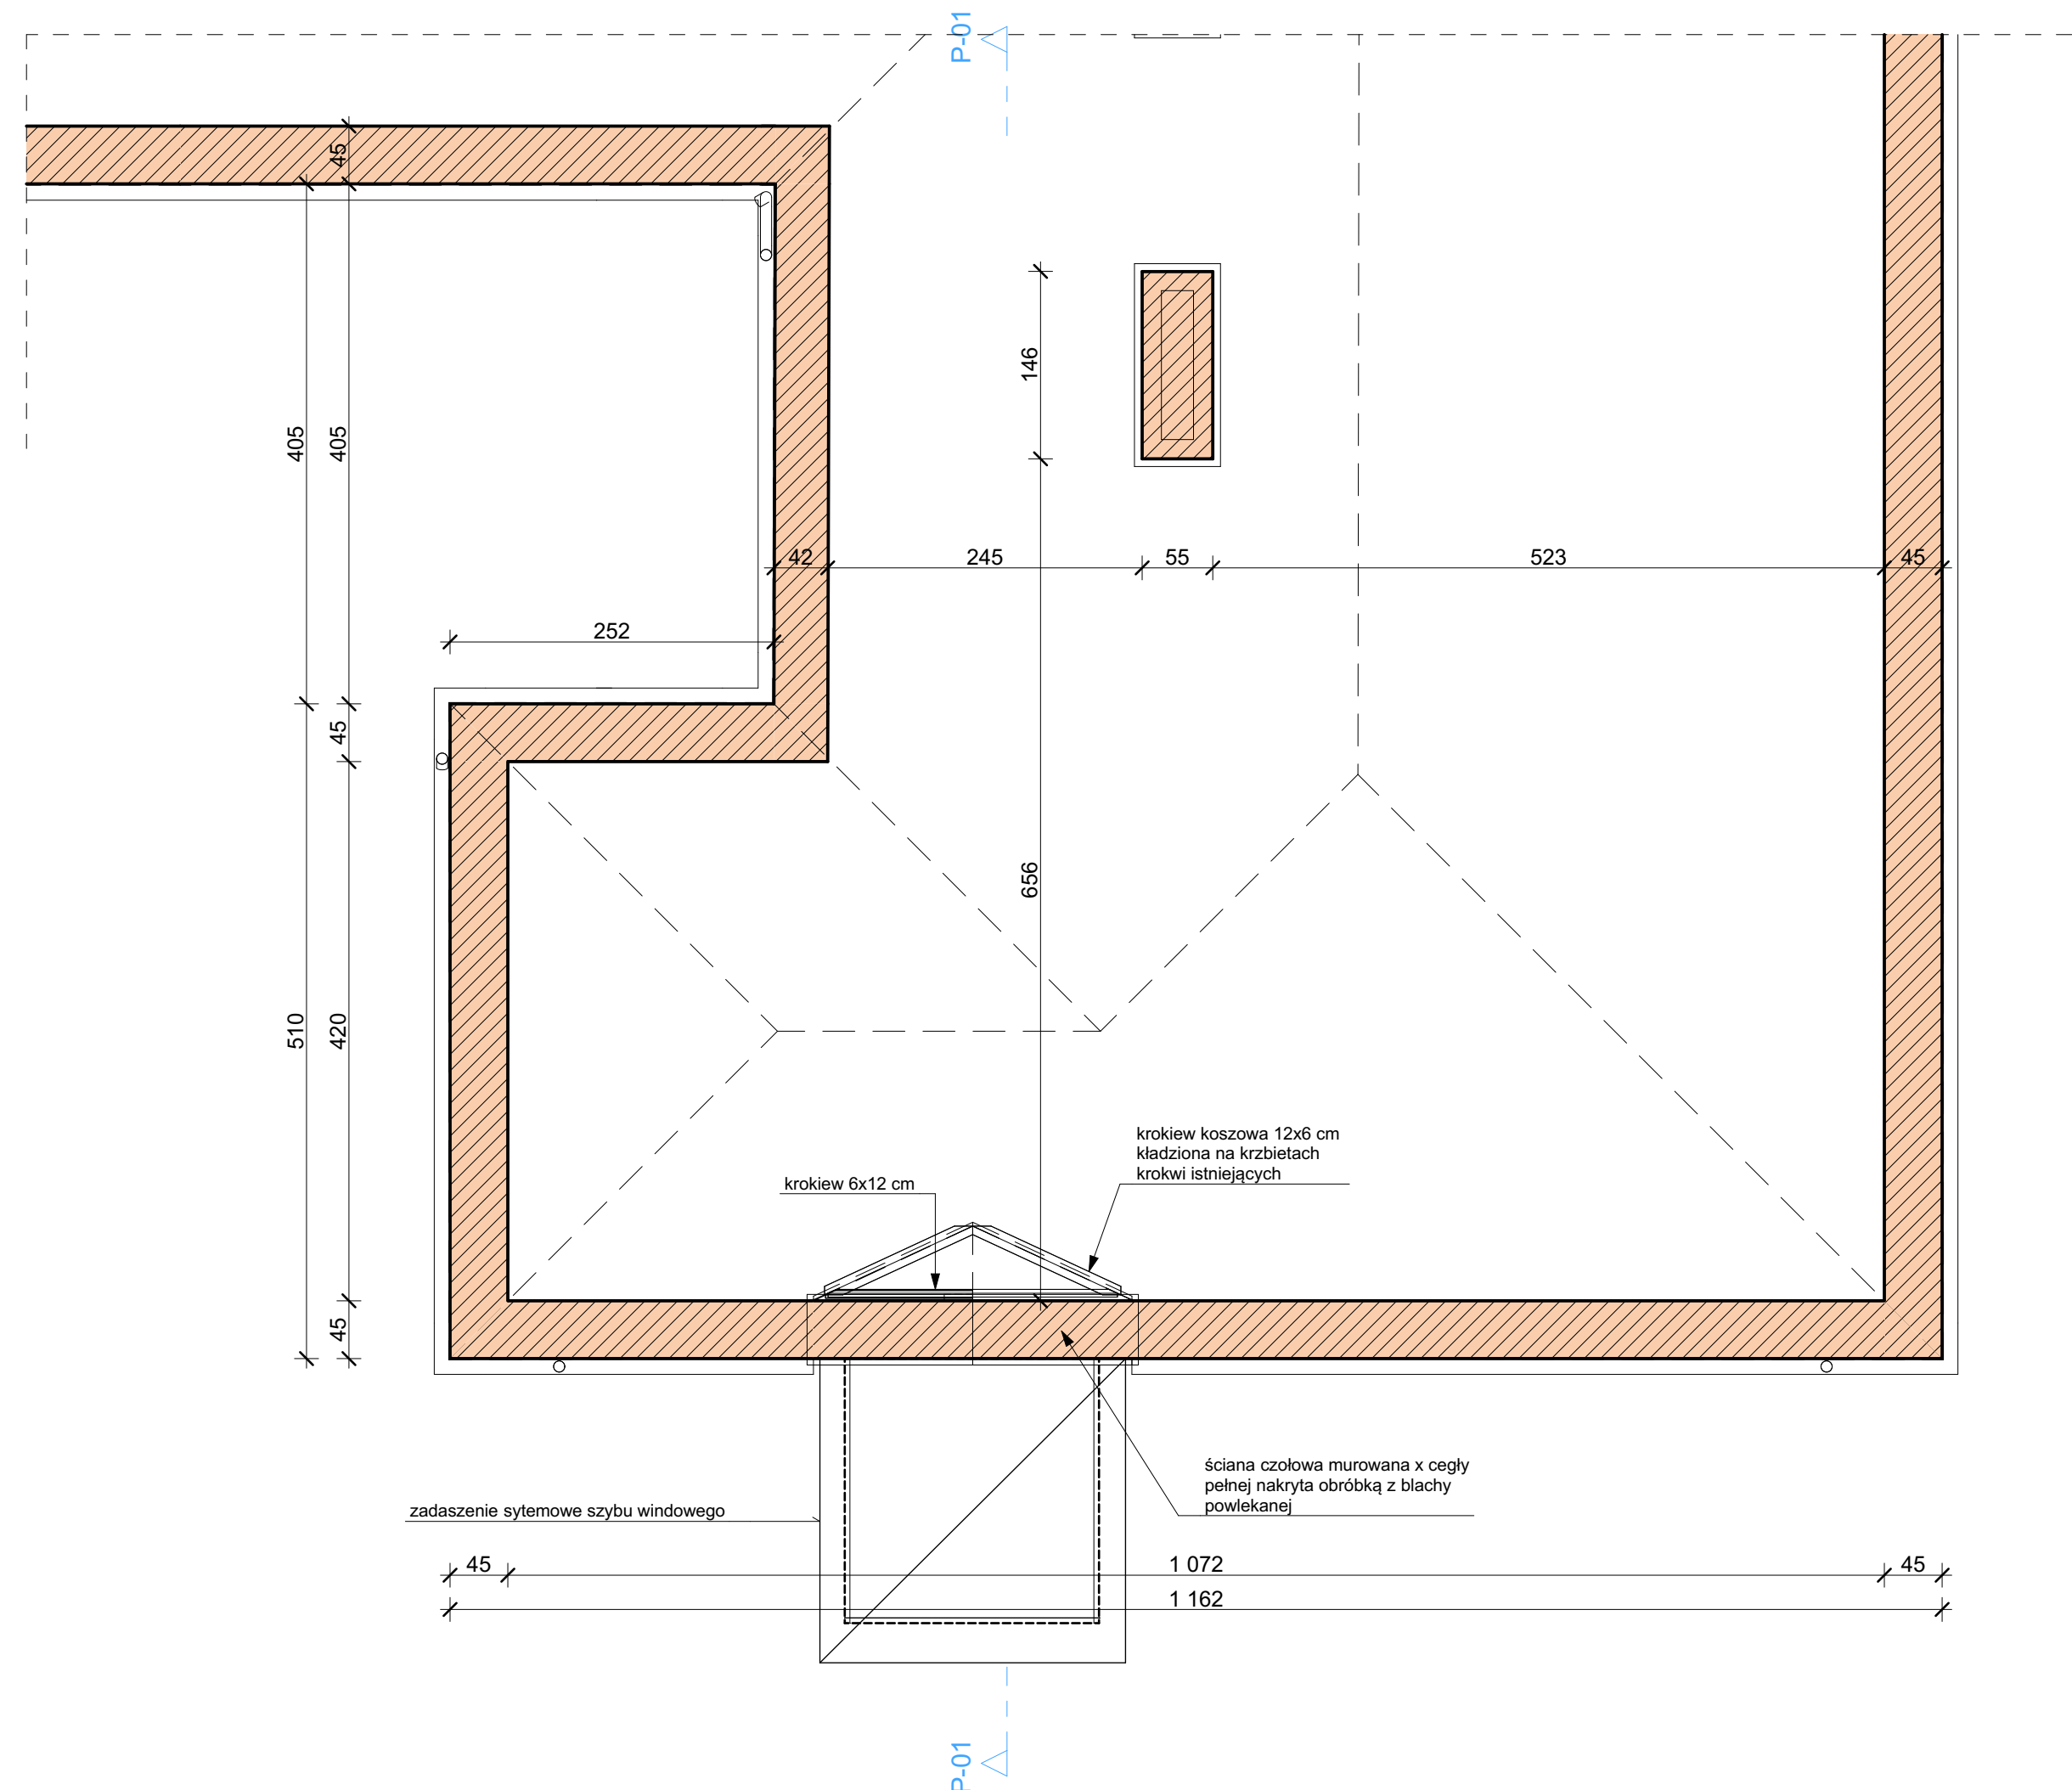 P-01
45
146
405
405
42
245
55
523
45
252
45
656
510
420
krokiew koszowa 12x6 cm
kładziona na krzbietach
krokwi istniejących
krokiew 6x12 cm
45
ściana czołowa murowana x cegły
pełnej nakryta obróbką z blachy
powlekanej
zadaszenie sytemowe szybu windowego
45
1 072
45
1 162
P-01